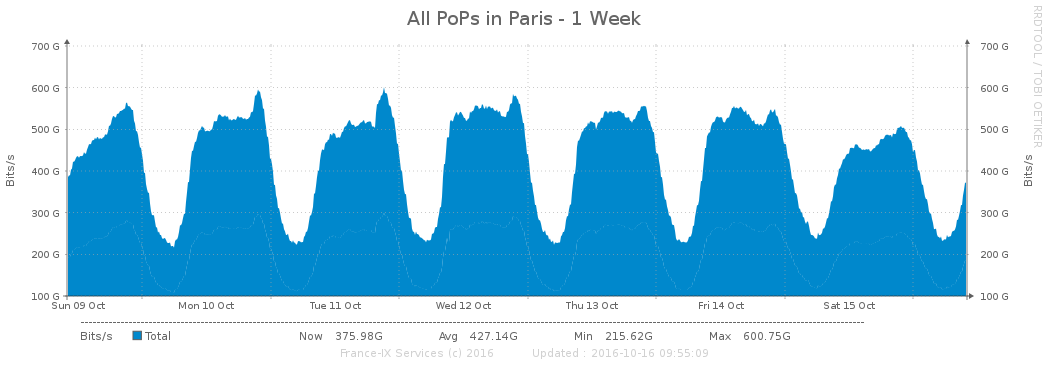 All PoPs in Paris - 1 Week
RRDTOOL / TOBI OETIKER
Bits/s
700 G
600 G
500 G
400 G
300 G
200 G
100 G
700 G
600 G
500 G
400 G
300 G
200 G
100 G
Bits/s
Sun 09 Oct Mon 10 Oct Tue 11 Oct Wed 12 Oct Thu 13 Oct Fri 14 Oct Sat 15 Oct
Bits/s Total Now 375.98G Avg 427.14G Min 215.62G Max 600.75G
France-IX Services (c) 2016 Updated : 2016-10-16 09:55:09